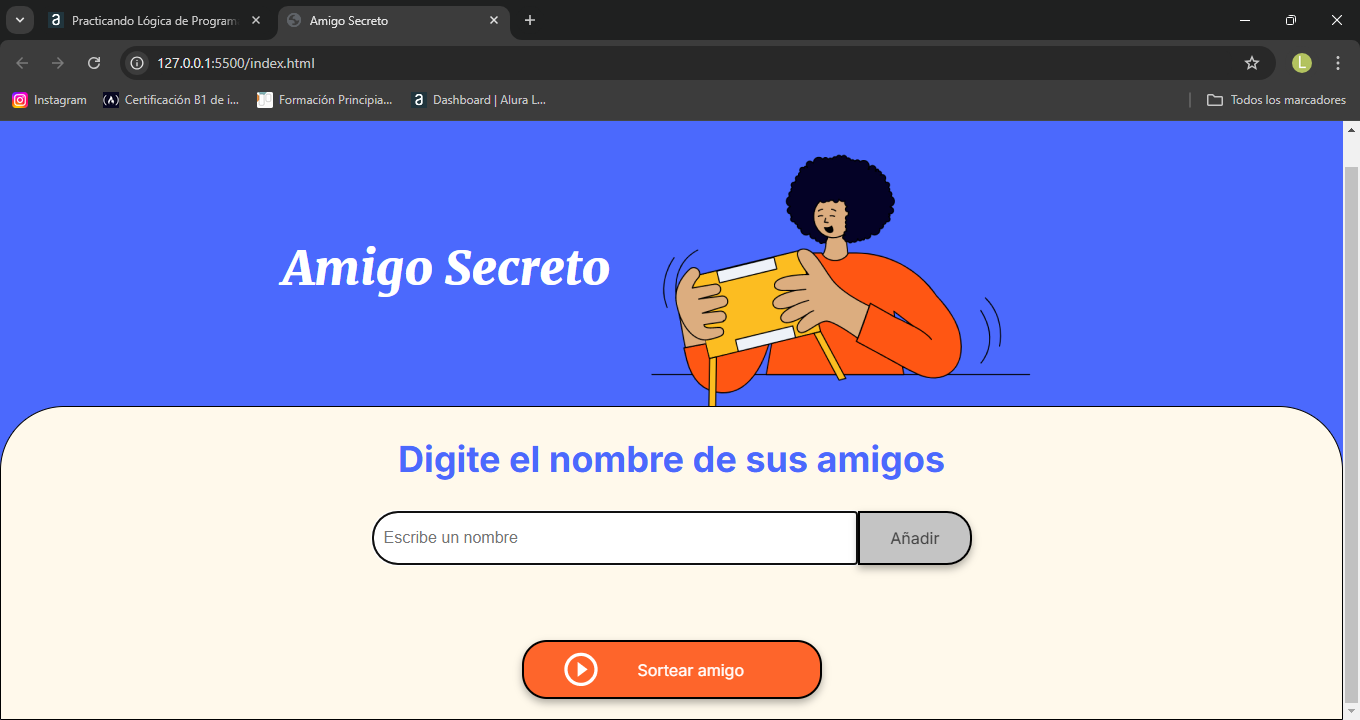 Practicando Lógica de Program
Amigo Secreto
127.0.0.1:5500/index.html
L
Instagram
Certificación B1 de i...
Formación Principia...
Dashboard | Alura L...
Todos los marcadores
Amigo Secreto
Digite el nombre de sus amigos
Escribe un nombre
Añadir
Sortear amigo